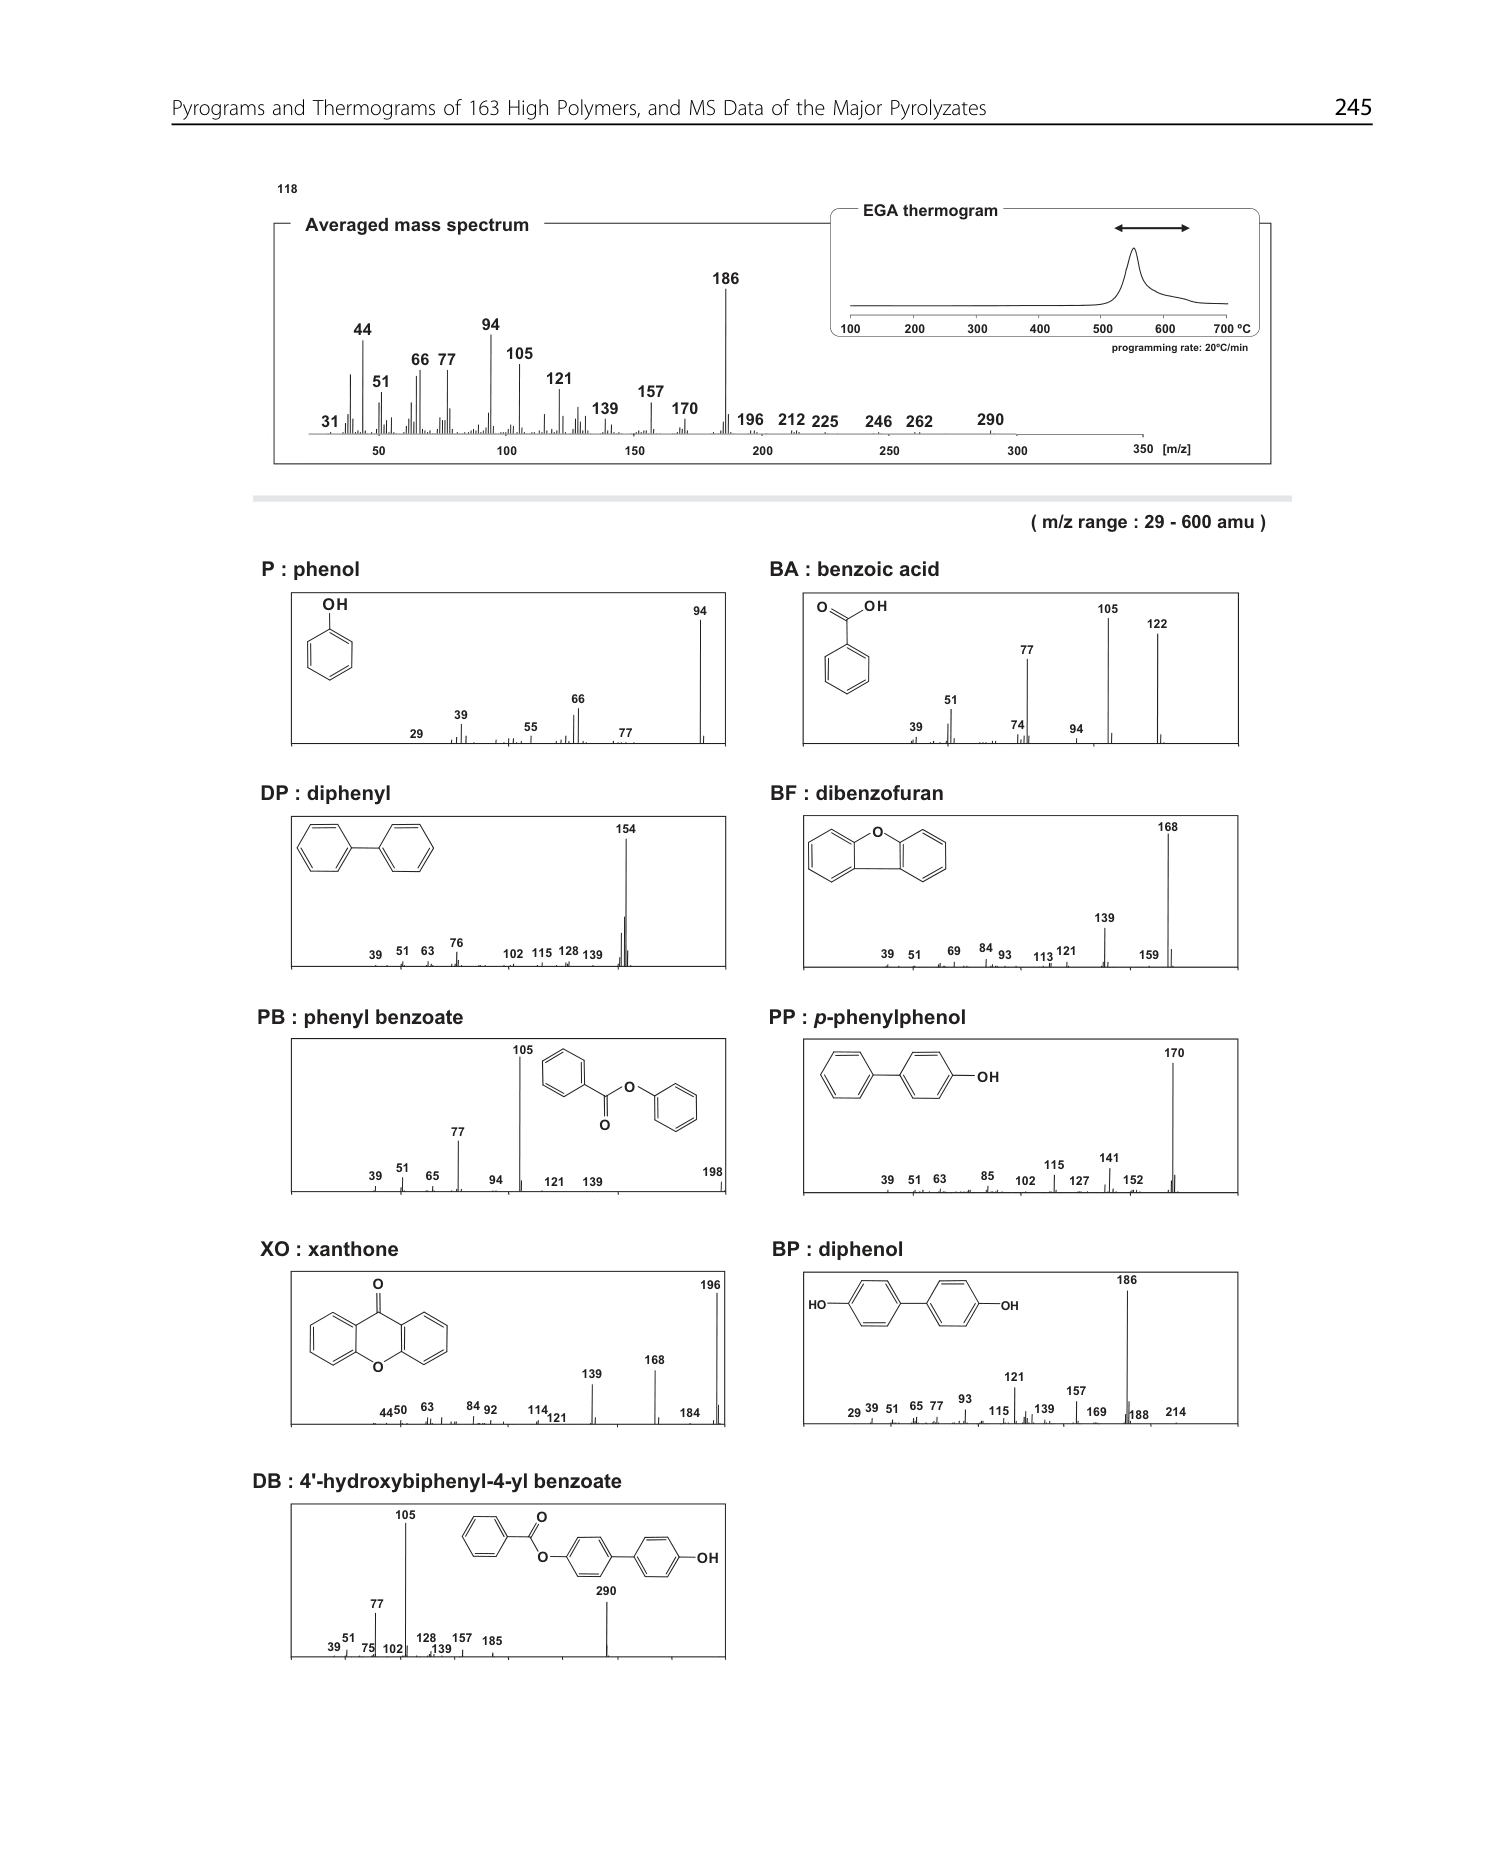 Pyrograms and Thermograms of 163 High Polymers, and MS Data of the Major Pyrolyzates 245
118
Averaged mass spectrum
EGA thermogram
100 200 300 400 500 600 700 ºC
programming rate: 20ºC/min
186
44
94
66 77
105
51
121
157
31
139
170
196 212 225 246 262 290
50 100 150 200 250 300 350 [m/z]
( m/z range : 29 - 600 amu )
P : phenol
OH
94
66
39
29
55
77
BA : benzoic acid
O OH
105
122
77
51
39
74
94
DP : diphenyl
154
39 51 63 76 102 115 128 139
BF : dibenzofuran
O
168
139
39 51 69 84 93 113 121 159
PB : phenyl benzoate
105
O
O
77
39 51 65 94 121 139 198
PP : p-phenylphenol
OH
170
39 51 63 85 102 115 127 141 152
XO : xanthone
O
O
196
168
139
44 50 63 84 92 114 121 184
BP : diphenol
HO OH
186
121
157
29 39 51 65 77 93 115 139 169 188 214
DB : 4'-hydroxybiphenyl-4-yl benzoate
105
O
O
OH
290
77
39 51 75 102 128 139 157 185